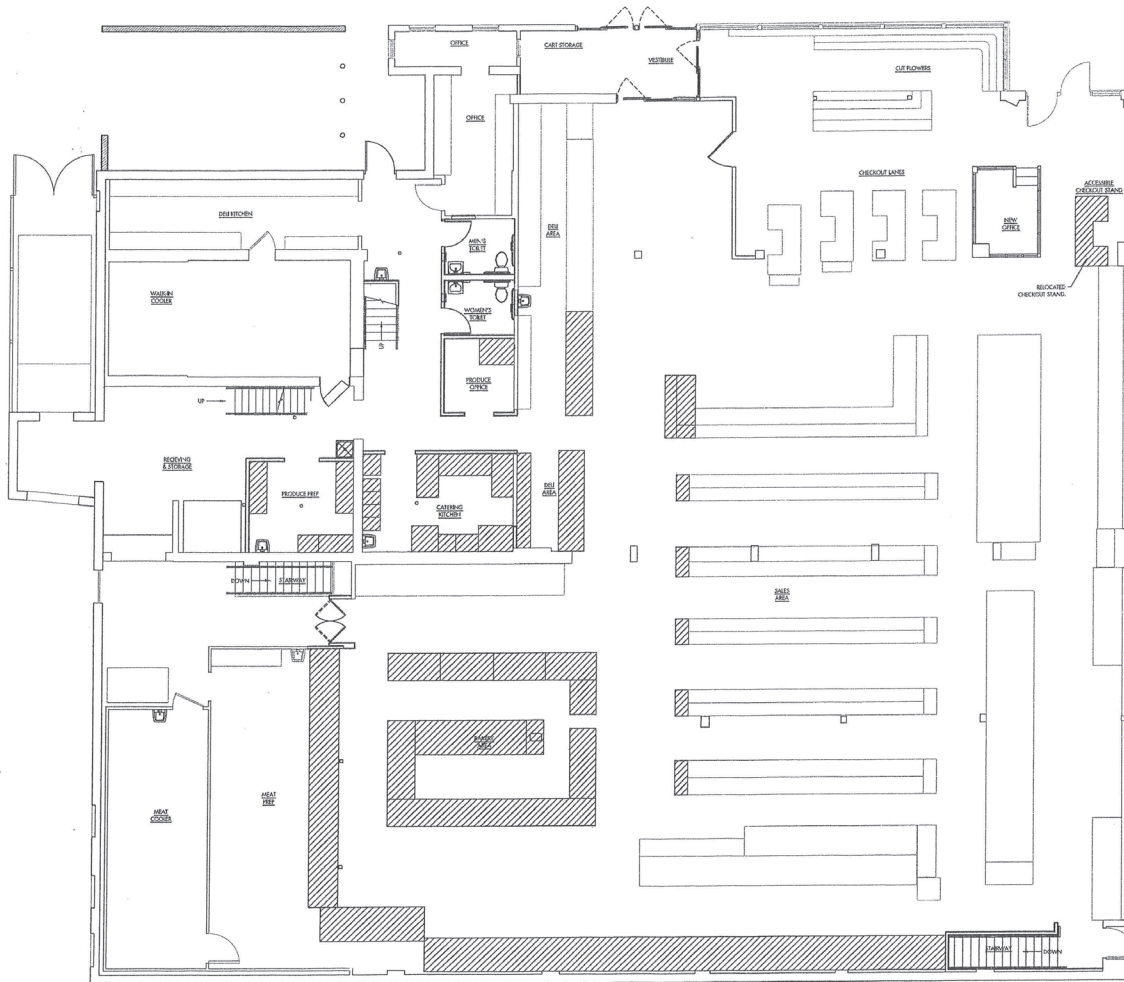 OFFICE
CART STORAGE
VESTIBULE
CUT FLOWERS
OFFICE
CHECKOUT LANES
ACCESSIBLE
CHECKOUT STAND
DELI KITCHEN
NEW
OFFICE
DELI
AREA
MEN'S
TOILET
RELOCATED
CHECKOUT STAND.
WALK-IN
COOLER
WOMEN'S
TOILET
UP
PRODUCE
OFFICE
UP
RECIEVING
& STORAGE
PRODUCE PREP
DELI
AREA
CATERING
KITCHEN
DOWN
STAIRWAY
SALES
AREA
BAKERY
AREA
MEAT
PREP
MEAT
COOLER
STAIRWAY
DOWN